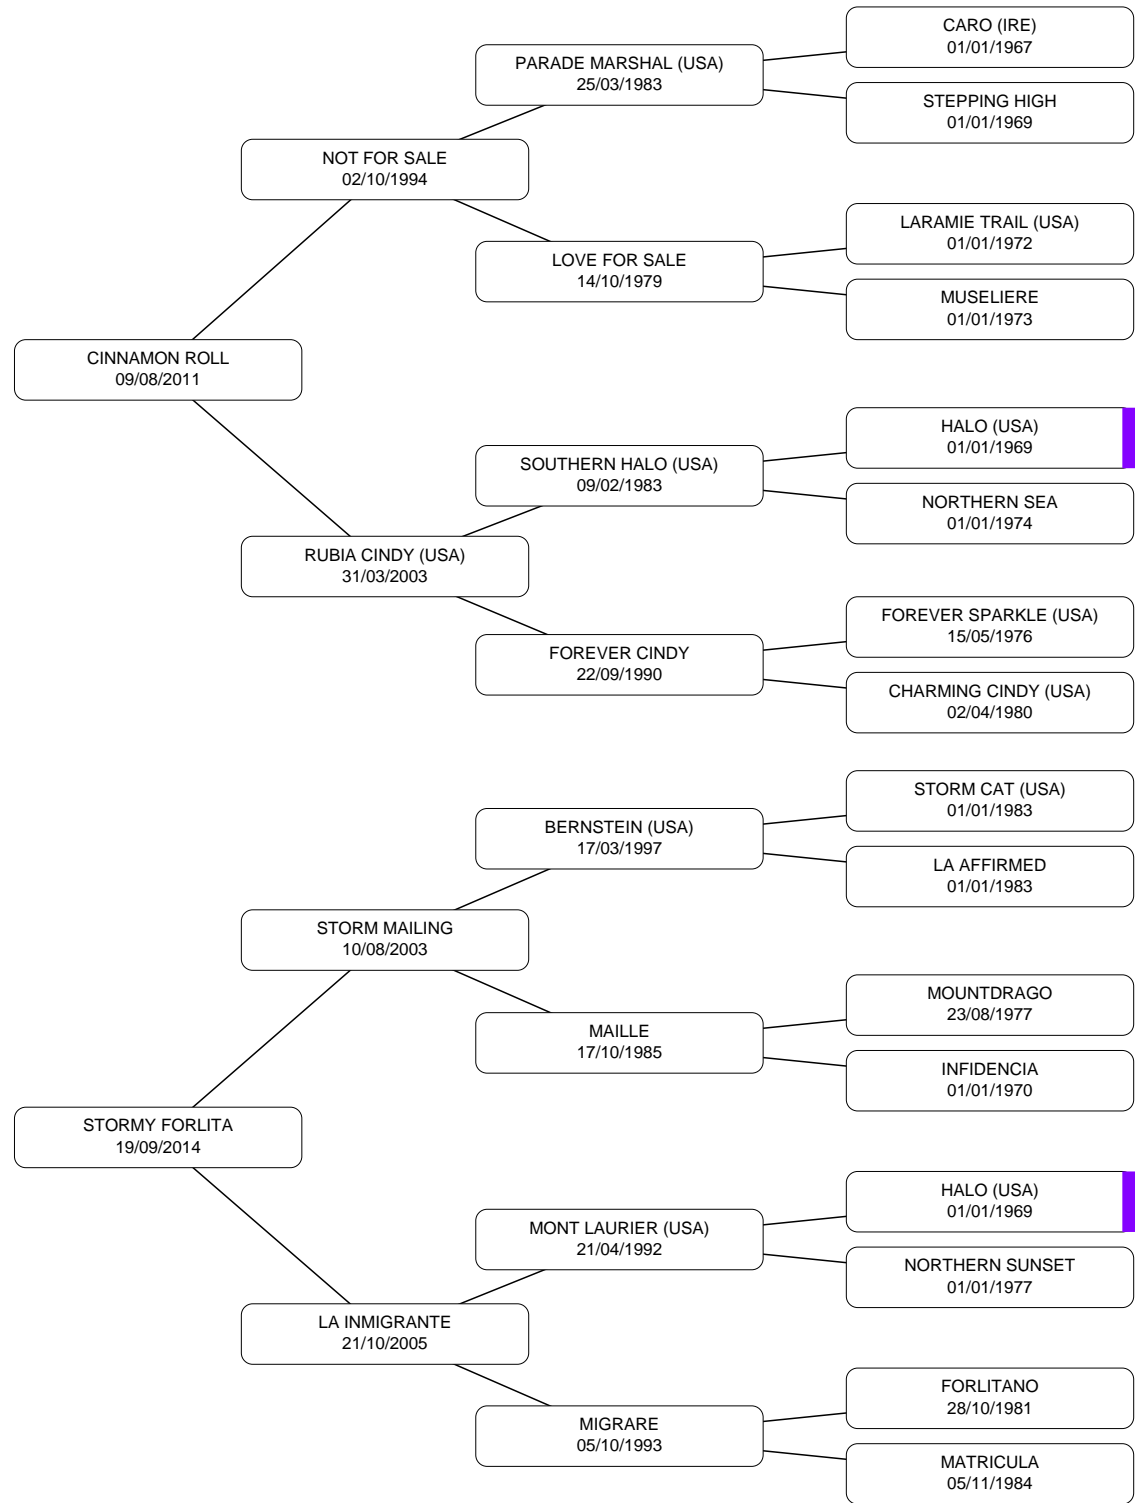 CARO (IRE)
01/01/1967
PARADE MARSHAL (USA)
25/03/1983
STEPPING HIGH
01/01/1969
NOT FOR SALE
02/10/1994
LARAMIE TRAIL (USA)
01/01/1972
LOVE FOR SALE
14/10/1979
MUSELIERE
01/01/1973
CINNAMON ROLL
09/08/2011
HALO (USA)
01/01/1969
SOUTHERN HALO (USA)
09/02/1983
NORTHERN SEA
01/01/1974
RUBIA CINDY (USA)
31/03/2003
FOREVER SPARKLE (USA)
15/05/1976
FOREVER CINDY
22/09/1990
CHARMING CINDY (USA)
02/04/1980
STORM CAT (USA)
01/01/1983
BERNSTEIN (USA)
17/03/1997
LA AFFIRMED
01/01/1983
STORM MAILING
10/08/2003
MOUNTDRAGO
23/08/1977
MAILLE
17/10/1985
INFIDENCIA
01/01/1970
STORMY FORLITA
19/09/2014
HALO (USA)
01/01/1969
MONT LAURIER (USA)
21/04/1992
NORTHERN SUNSET
01/01/1977
LA INMIGRANTE
21/10/2005
FORLITANO
28/10/1981
MIGRARE
05/10/1993
MATRICULA
05/11/1984